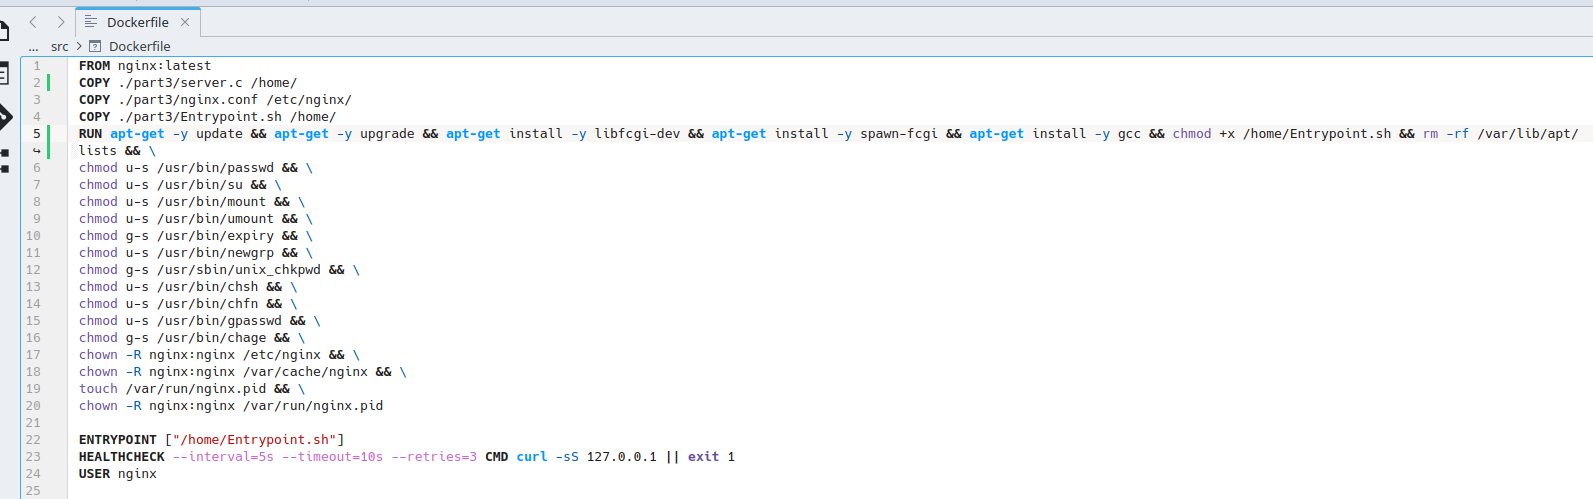 Dockerfile
... src > Dockerfile
1 FROM nginx:latest
2 COPY ./part3/server.c /home/
3 COPY ./part3/nginx.conf /etc/nginx/
4 COPY ./part3/Entrypoint.sh /home/
5 RUN apt-get -y update && apt-get -y upgrade && apt-get install -y libfcgi-dev && apt-get install -y spawn-fcgi && apt-get install -y gcc && chmod +x /home/Entrypoint.sh && rm -rf /var/lib/apt/
lists && \
6 chmod u-s /usr/bin/passwd && \
7 chmod u-s /usr/bin/su && \
8 chmod u-s /usr/bin/mount && \
9 chmod u-s /usr/bin/umount && \
10 chmod g-s /usr/bin/expiry && \
11 chmod u-s /usr/bin/newgrp && \
12 chmod g-s /usr/sbin/unix_chkpwd && \
13 chmod u-s /usr/bin/chsh && \
14 chmod u-s /usr/bin/chfn && \
15 chmod u-s /usr/bin/gpasswd && \
16 chmod g-s /usr/bin/chage && \
17 chown -R nginx:nginx /etc/nginx && \
18 chown -R nginx:nginx /var/cache/nginx && \
19 touch /var/run/nginx.pid && \
20 chown -R nginx:nginx /var/run/nginx.pid
21
22 ENTRYPOINT ["/home/Entrypoint.sh"]
23 HEALTHCHECK --interval=5s --timeout=10s --retries=3 CMD curl -sS 127.0.0.1 || exit 1
24 USER nginx
25